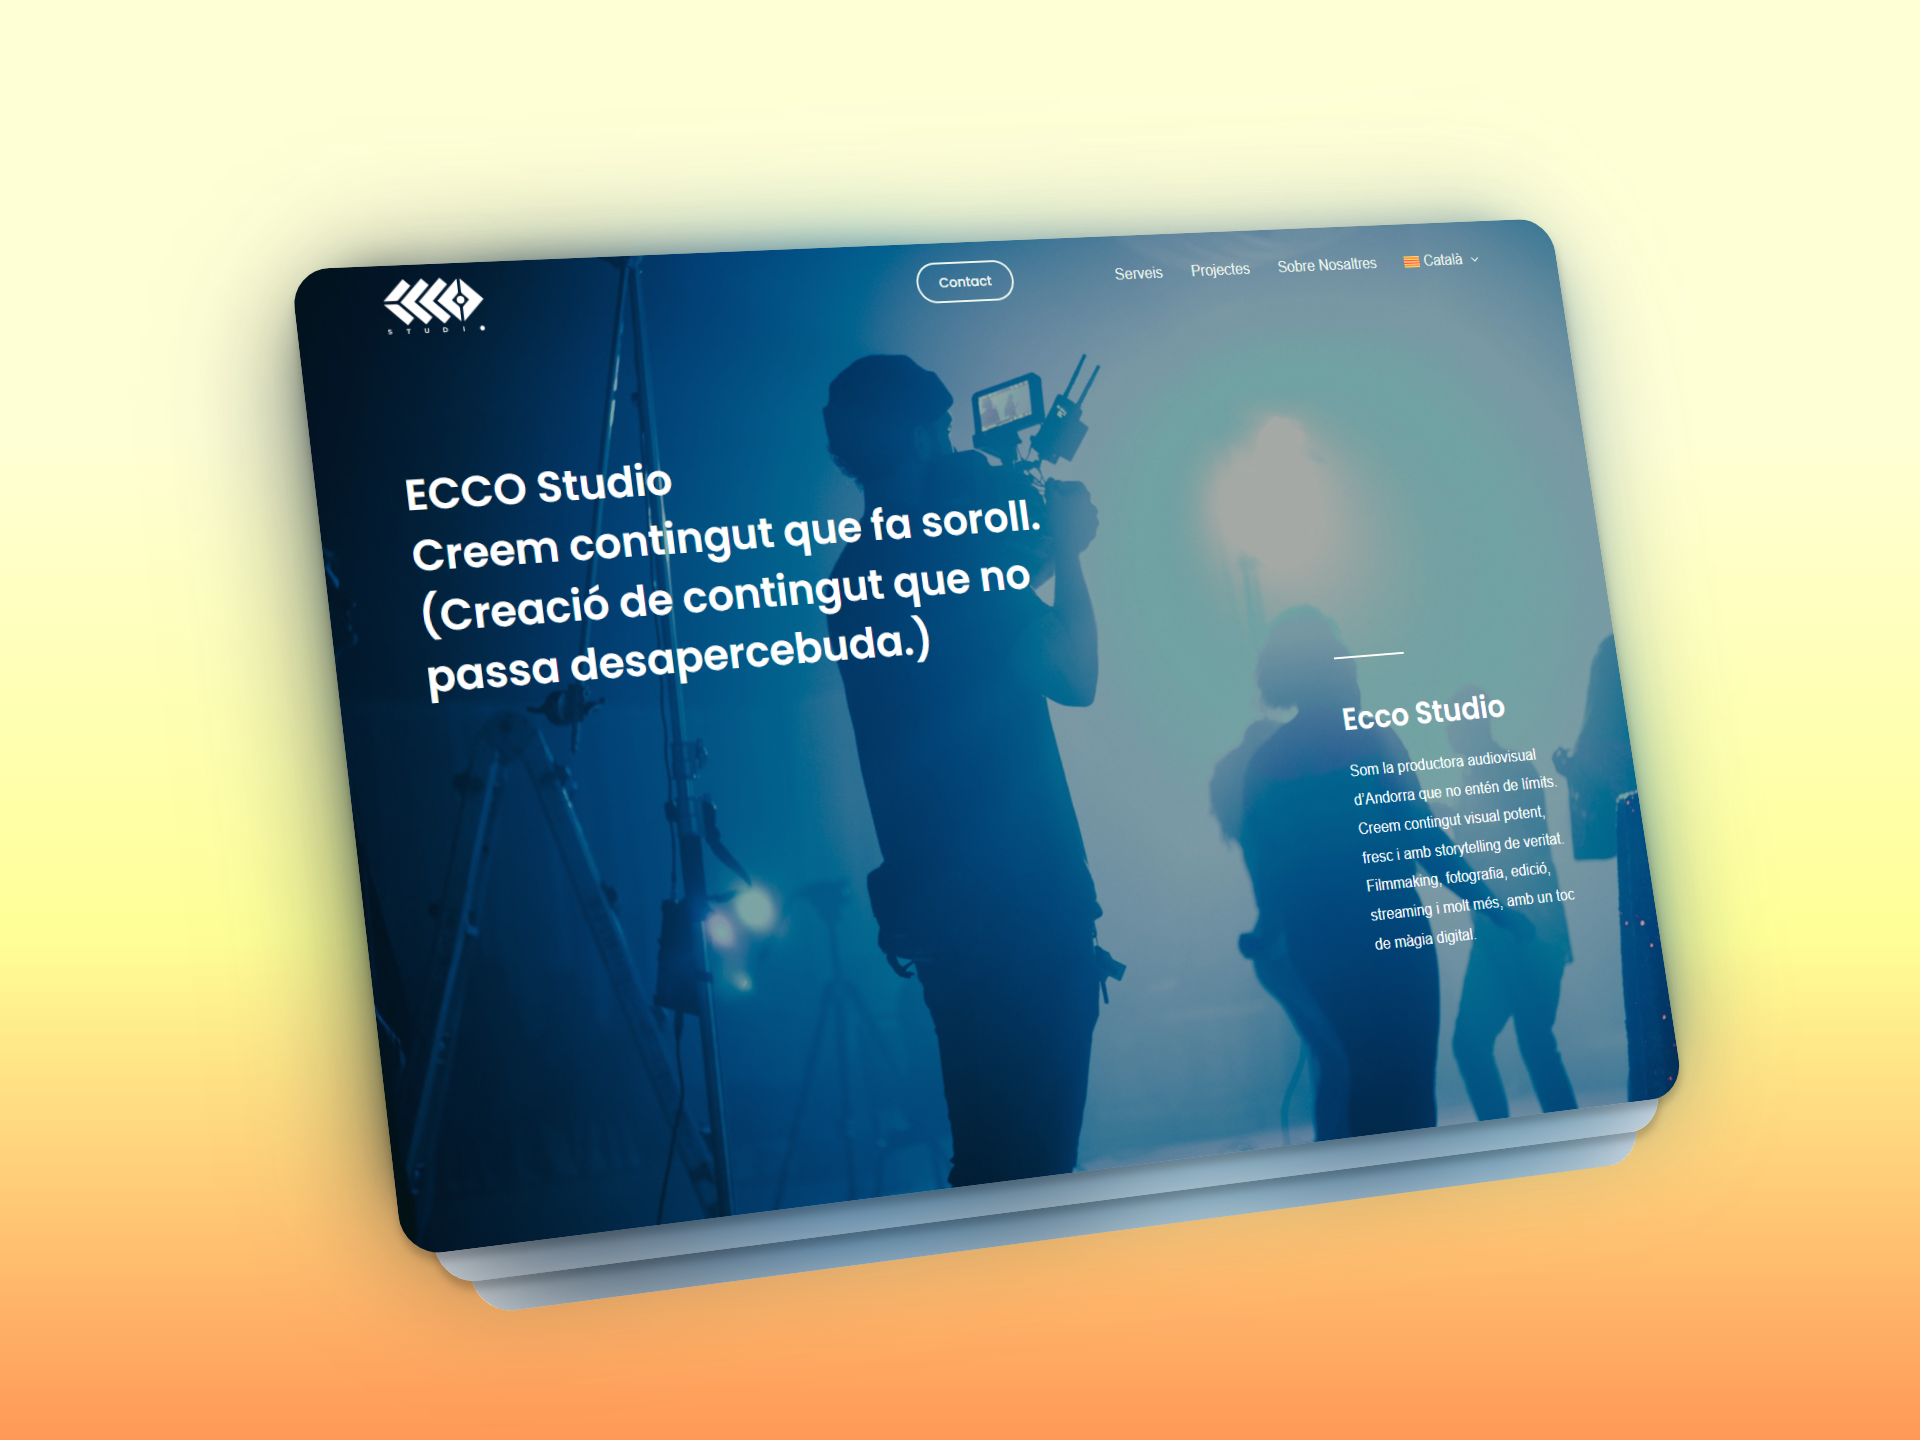 ECCO
STUDIO
Contact
Serveis
Projectes
Sobre Nosaltres
Català
ECCO Studio
Creem contingut que fa soroll.
(Creació de contingut que no
passa desapercebuda.)
Ecco Studio
Som la productora audiovisual
d’Andorra que no entén de límits.
Creem contingut visual potent,
fresc i amb storytelling de veritat.
Filmmaking, fotografia, edició,
streaming i molt més, amb un toc
de màgia digital.